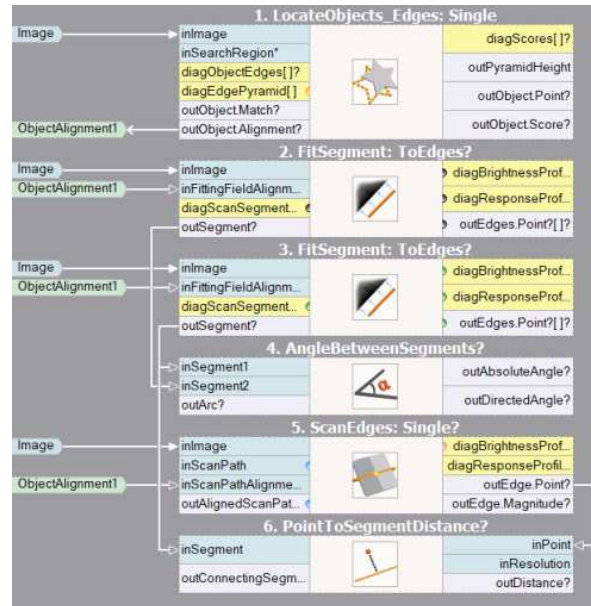 1. LocateObjects_Edges: Single
Image
inImage
diagScores[]?
inSearchRegion*
diagObjectEdges[]?
outPyramidHeight
diagEdgePyramid[]
outObject.Point?
outObject.Match?
ObjectAlignment1
outObject.Alignment?
outObject.Score?
2. FitSegment: ToEdges?
Image
inImage
diagBrightnessProf...
ObjectAlignment1
inFittingFieldAlignm...
diagResponseProf...
diagScanSegment...
outSegment?
outEdges.Point?[]?
3. FitSegment: ToEdges?
Image
inImage
diagBrightnessProf...
ObjectAlignment1
inFittingFieldAlignm...
diagResponseProf...
diagScanSegment...
outSegment?
outEdges.Point?[]?
4. AngleBetweenSegments?
inSegment1
outAbsoluteAngle?
inSegment2
α
outArc?
outDirectedAngle?
5. ScanEdges: Single?
Image
inImage
diagBrightnessProf...
inScanPath
diagResponseProfil...
ObjectAlignment1
inScanPathAlignme...
outEdge.Point?
outAlignedScanPat...
outEdge.Magnitude?
6. PointToSegmentDistance?
inSegment
inPoint
inResolution
outConnectingSegm...
outDistance?